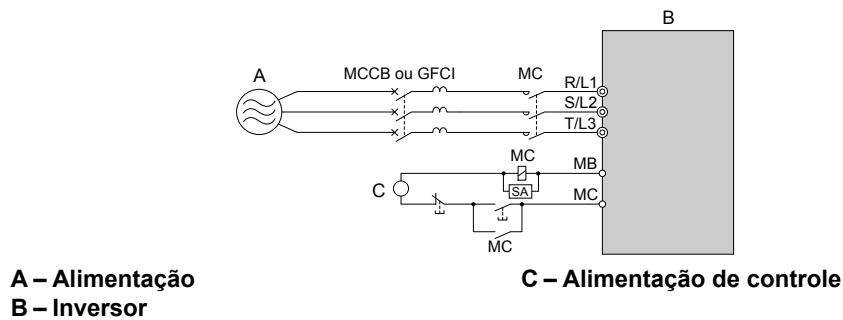 B
A
MCCB ou GFCI
MC
R/L1
S/L2
T/L3
MC
MB
C
SA
MC
MC
A – Alimentação
C – Alimentação de controle
B – Inversor